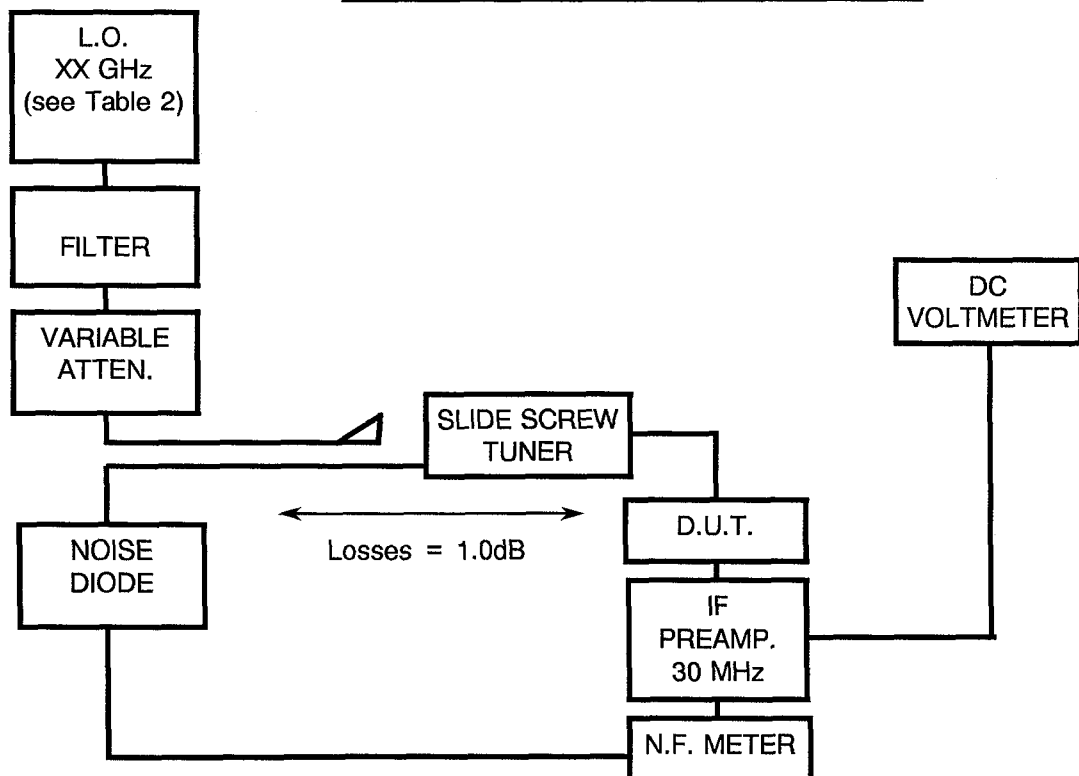 L.O.
XX GHz
(see Table 2)
FILTER
VARIABLE
ATTEN.
DC
VOLTMETER
SLIDE SCREW
TUNER
NOISE
DIODE
Losses = 1.0dB
D.U.T.
IF
PREAMP.
30 MHz
N.F. METER